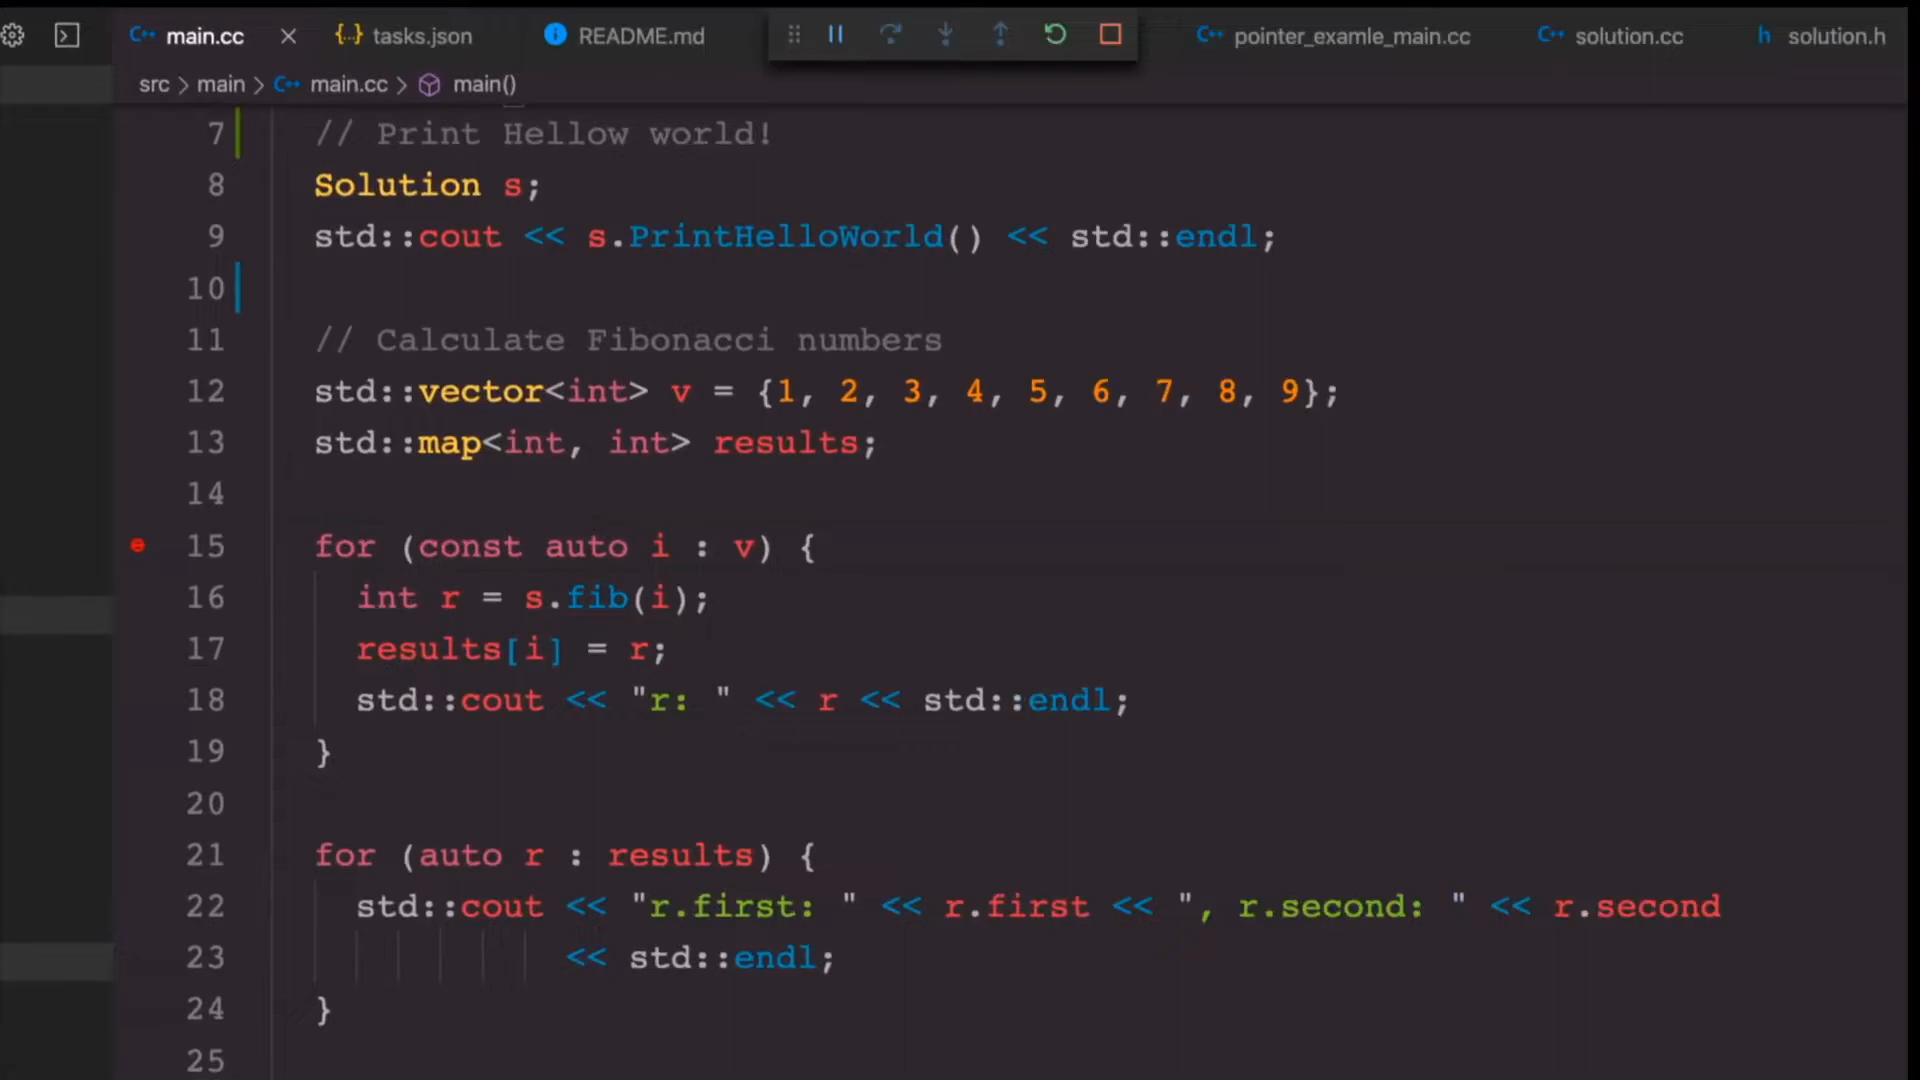 main.cc tasks.json README.md pointer_examle_main.cc solution.cc h solution.h
src > main > main.cc > main()
7 // Print Hellow world!
8 Solution s;
9 std::cout << s.PrintHelloWorld() << std::endl;
10
11 // Calculate Fibonacci numbers
12 std::vector<int> v = {1, 2, 3, 4, 5, 6, 7, 8, 9};
13 std::map<int, int> results;
14
15 for (const auto i : v) {
16 int r = s.fib(i);
17 results[i] = r;
18 std::cout << "r: " << r << std::endl;
19 }
20
21 for (auto r : results) {
22 std::cout << "r.first: " << r.first << ", r.second: " << r.second
23 << std::endl;
24 }
25